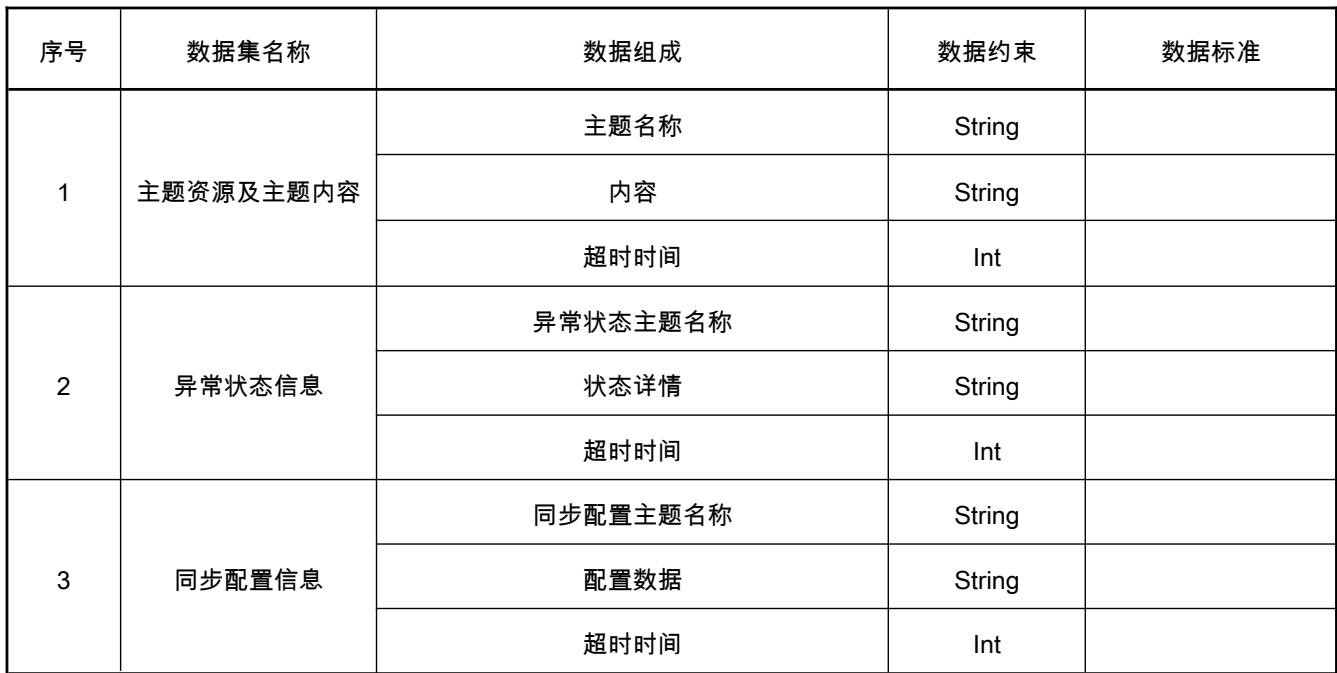 序号 数据集名称 数据组成 数据约束 数据标准
主题名称 String
1 主题资源及主题内容 内容 String
超时时间 Int
异常状态主题名称 String
2 异常状态信息 状态详情 String
超时时间 Int
同步配置主题名称 String
3 同步配置信息 配置数据 String
超时时间 Int